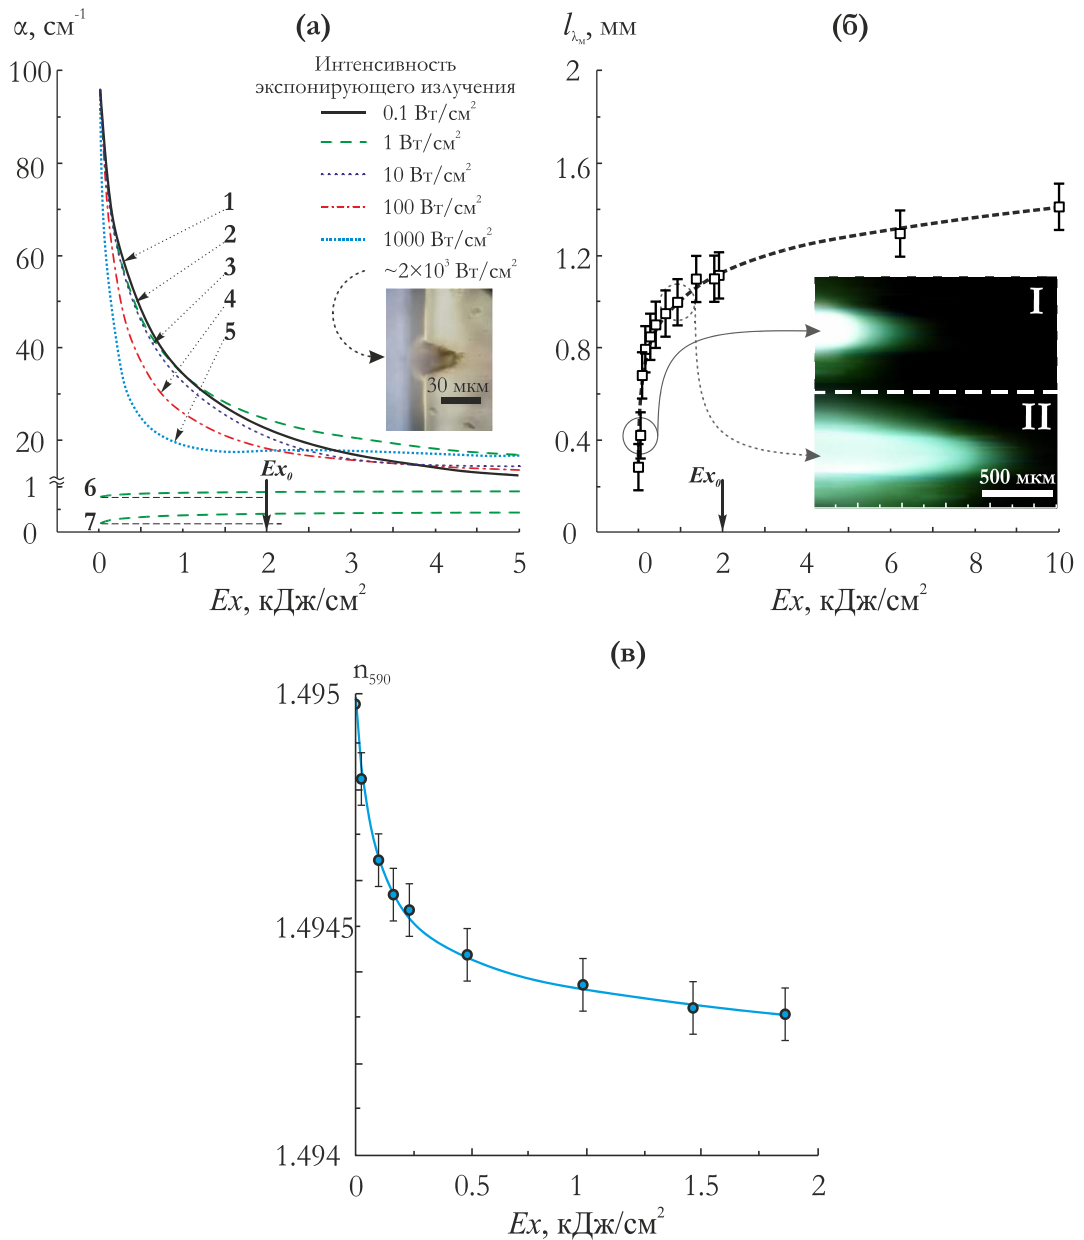 α, см⁻¹
(а)
100
80
60
40
20
1
0
0
1
2
3
4
5
Ex, кДж/см²
Интенсивность
экспонирующего излучения
0.1 Вт/см²
1 Вт/см²
10 Вт/см²
100 Вт/см²
1000 Вт/см²
~2×10³ Вт/см²
30 мкм
1
2
3
4
5
6
7
Ex₀
l λм, мм
(б)
2
1.6
1.2
0.8
0.4
0
0
2
4
6
8
10
Ex, кДж/см²
Ex₀
I
II
500 мкм
(в)
n₅₉₀
1.495
1.4945
1.494
0
0.5
1
1.5
2
Ex, кДж/см²